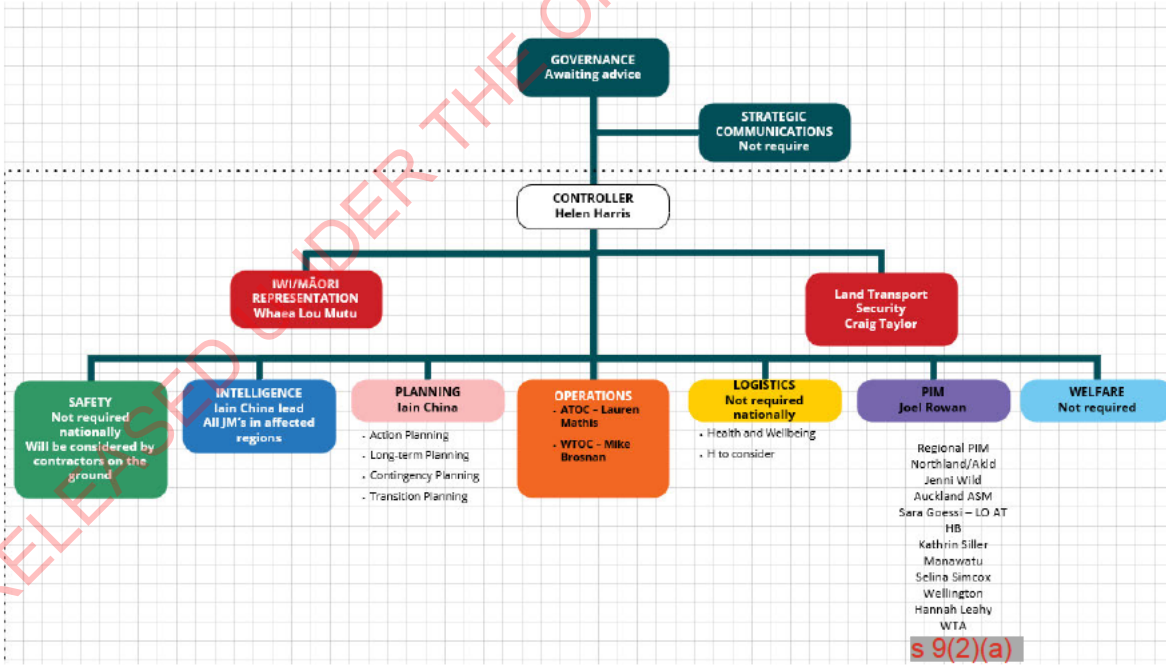 RELEASED UNDER THE O
GOVERNANCE
Awaiting advice
STRATEGIC
COMMUNICATIONS
Not require
CONTROLLER
Helen Harris
IWI/MĀORI
REPRESENTATION
Whaea Lou Mutu
Land Transport
Security
Craig Taylor
SAFETY
Not required
nationally
Will be considered by
contractors on the
ground
INTELLIGENCE
Iain China lead
All JM's in affected
regions
PLANNING
Iain China
- Action Planning
- Long-term Planning
- Contingency Planning
- Transition Planning
OPERATIONS
- ATOC – Lauren
Mathis
- WTOC – Mike
Brosnan
LOGISTICS
Not required
nationally
• Health and Wellbeing
• H to consider
PIM
Joel Rowan
Regional PIM
Northland/Akld
Jenni Wild
Auckland ASM
Sara Goessi – LO AT
HB
Kathrin Siller
Manawatu
Selina Simcox
Wellington
Hannah Leahy
WTA
s 9(2)(a)
WELFARE
Not required